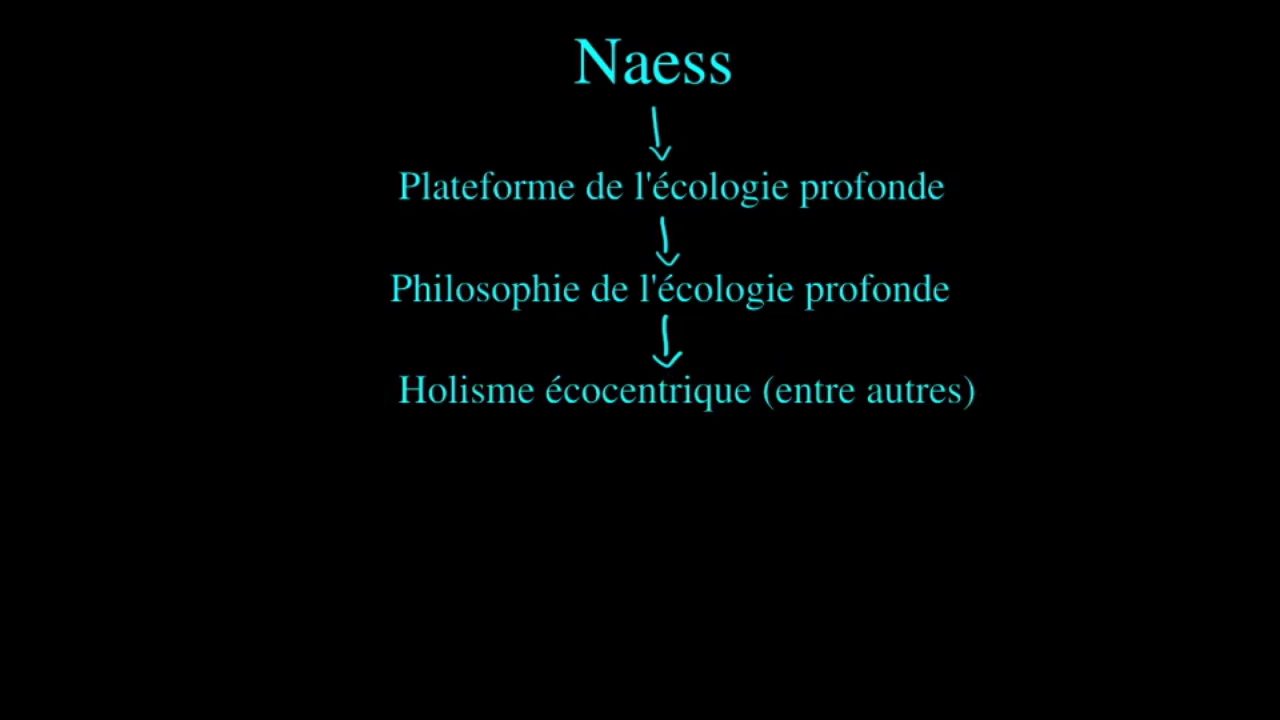 Naess
Plateforme de l'écologie profonde
Philosophie de l'écologie profonde
Holisme écocentrique (entre autres)